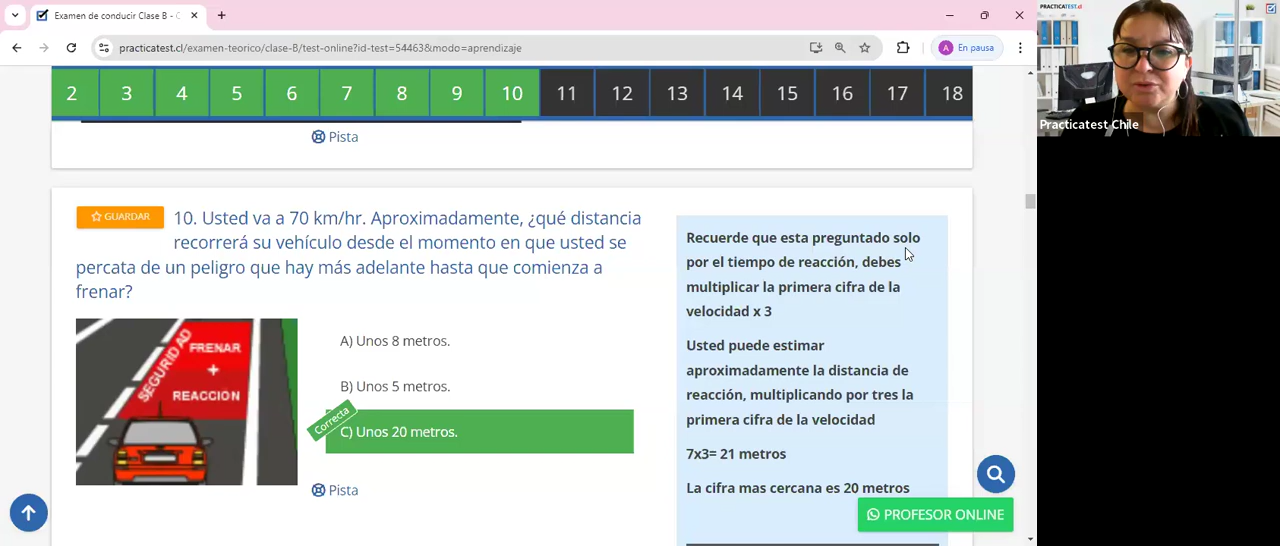 Examen de conducir Clase B - C
practicatest.cl/examen-teorico/clase-B/test-online?id-test=54463&modo=aprendizaje
A
En pausa
PRACTICATEST.cl
Practicatest Chile
2 3 4 5 6 7 8 9 10 11 12 13 14 15 16 17 18
Pista
GUARDAR
10. Usted va a 70 km/hr. Aproximadamente, ¿qué distancia
recorrerá su vehículo desde el momento en que usted se
percata de un peligro que hay más adelante hasta que comienza a
frenar?
SEGURIDAD
FRENAR
+
REACCIÓN
A) Unos 8 metros.
B) Unos 5 metros.
Correcta
C) Unos 20 metros.
Pista
Recuerde que esta preguntado solo
por el tiempo de reacción, debes
multiplicar la primera cifra de la
velocidad x 3
Usted puede estimar
aproximadamente la distancia de
reacción, multiplicando por tres la
primera cifra de la velocidad
7x3= 21 metros
La cifra mas cercana es 20 metros
PROFESOR ONLINE